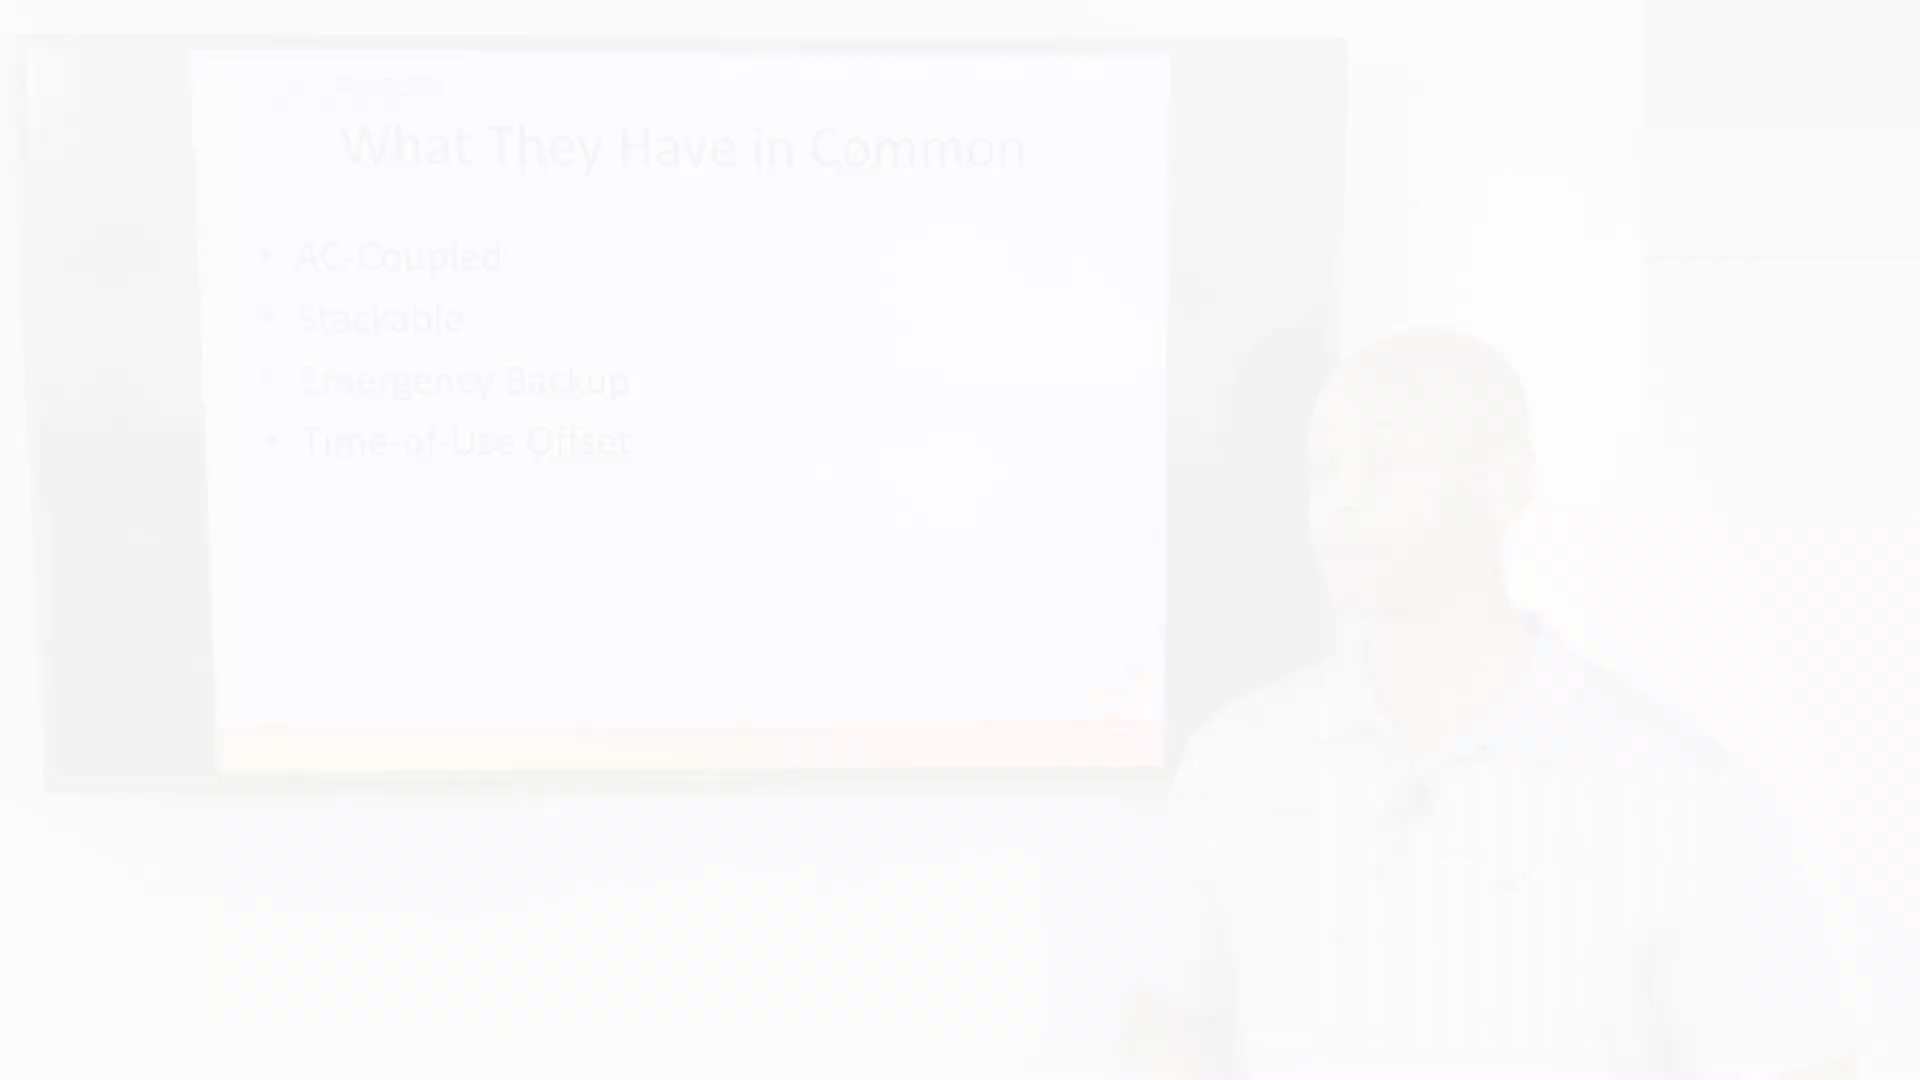 What They Have in Common
• AC-Coupled
• Stackable
• Emergency Backup
• Time-of-Use Offset